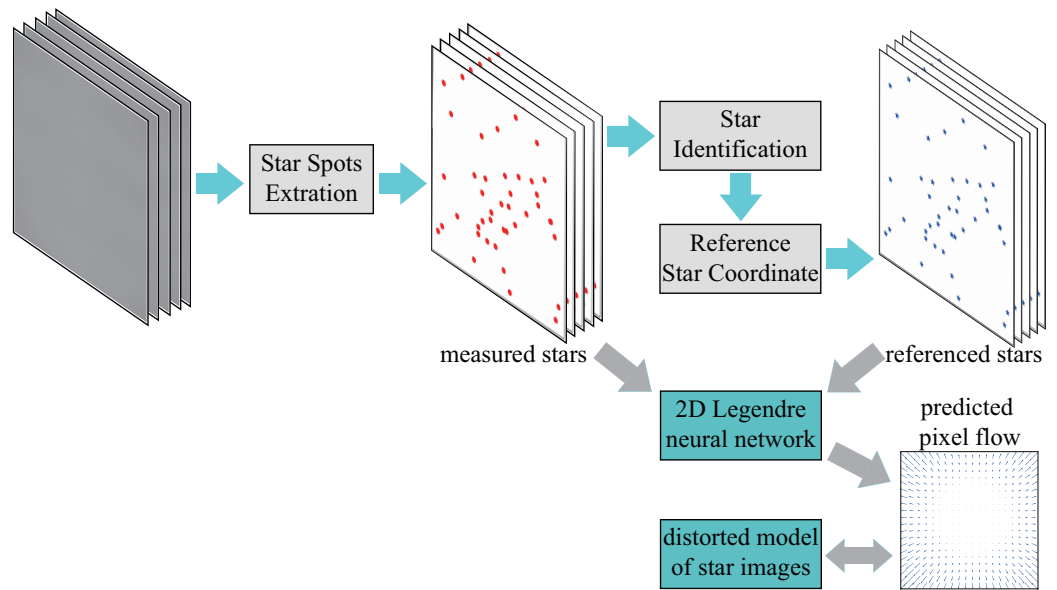 Star Spots
Extration
Star
Identification
Reference
Star Coordinate
measured stars
referenced stars
2D Legendre
neural network
predicted
pixel flow
distorted model
of star images